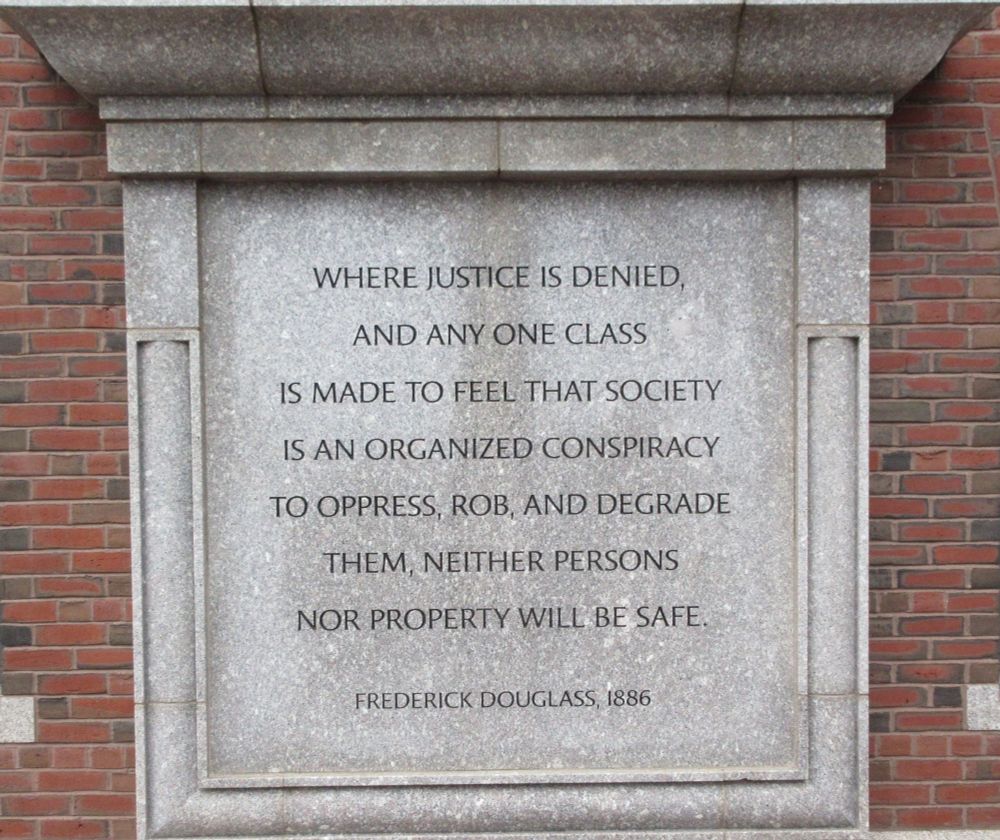 WHERE JUSTICE IS DENIED,
AND ANY ONE CLASS
IS MADE TO FEEL THAT SOCIETY
IS AN ORGANIZED CONSPIRACY
TO OPPRESS, ROB, AND DEGRADE
THEM, NEITHER PERSONS
NOR PROPERTY WILL BE SAFE.
FREDERICK DOUGLASS, 1886